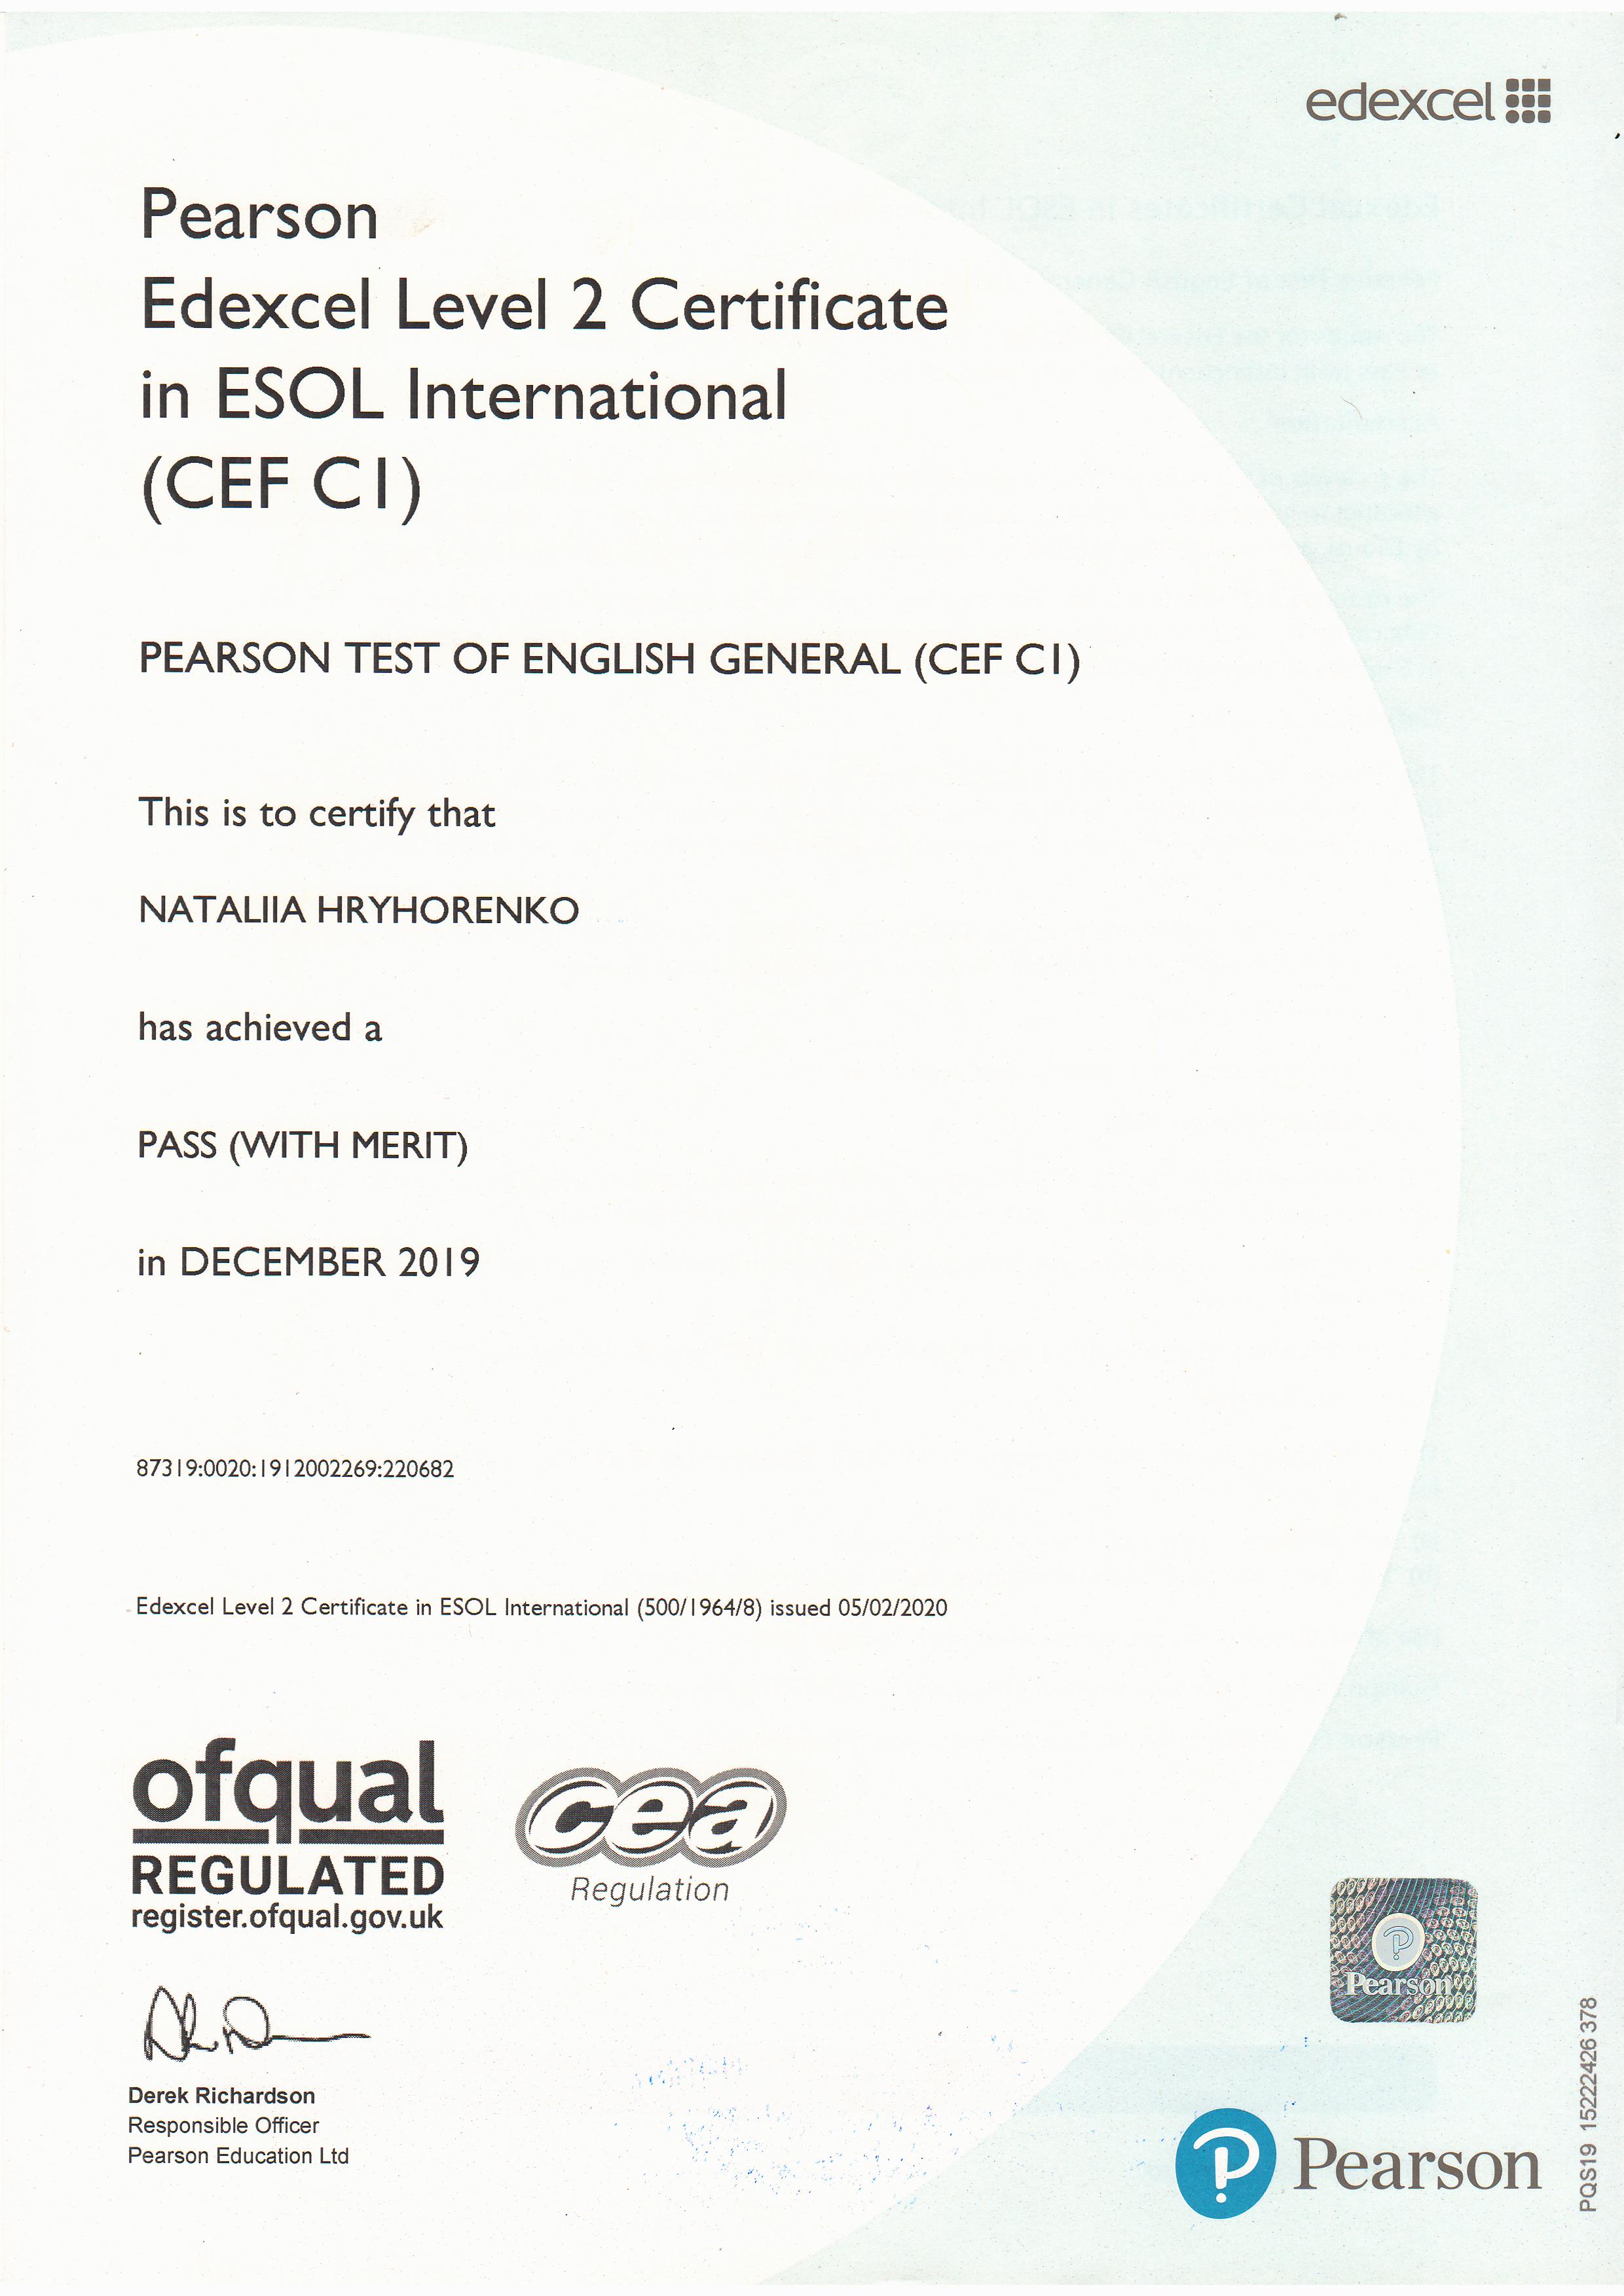 edexcel
Pearson
Edexcel Level 2 Certificate
in ESOL International
(CEF C1)
PEARSON TEST OF ENGLISH GENERAL (CEF C1)
This is to certify that
NATALIIA HRYHORENKO
has achieved a
PASS (WITH MERIT)
in DECEMBER 2019
87319:0020:1912002269:220682
Edexcel Level 2 Certificate in ESOL International (500/1964/8) issued 05/02/2020
ofqual
REGULATED
register.ofqual.gov.uk
cea
Regulation
Pearson
Derek Richardson
Responsible Officer
Pearson Education Ltd
Pearson
PQS19 15222426 378